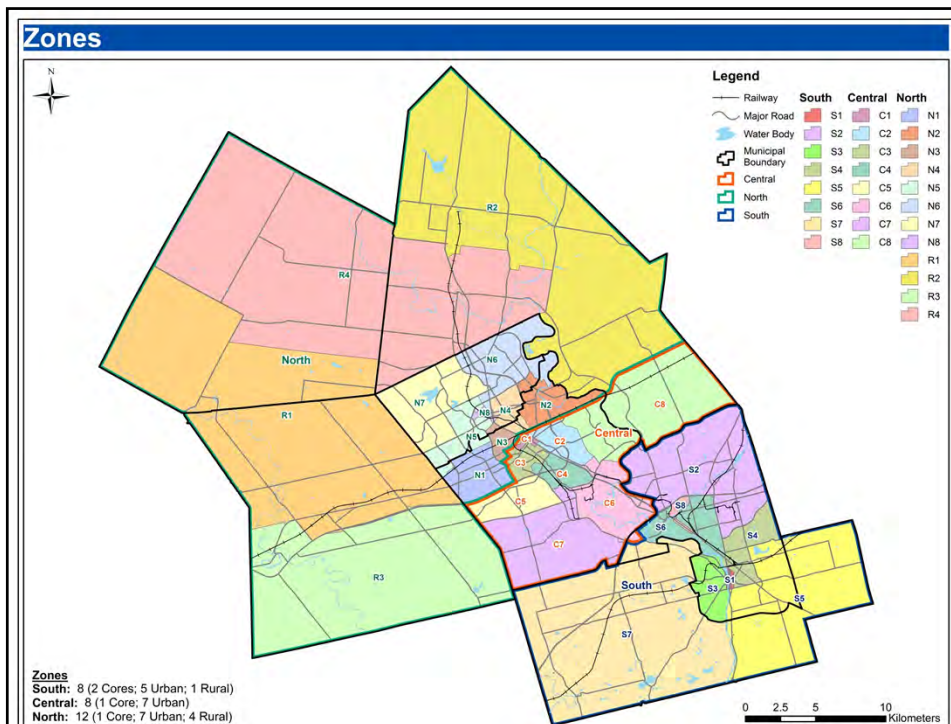 Zones
N
Legend
Railway
Major Road
Water Body
Municipal
Boundary
Central
North
South
South Central North
S1 C1 N1
S2 C2 N2
S3 C3 N3
S4 C4 N4
S5 C5 N5
S6 C6 N6
S7 C7 N7
S8 C8 N8
R1
R2
R3
R4
R2
R4
North
N6
N7
N8 N4 N2
C8
R1
N5 N3 C1 C2 Central
C3
N1 C4
S2
C5 C6 S8
S6
S4
C7
R3
South
S3 S1
S5
S7
Zones
South: 8 (2 Cores; 5 Urban; 1 Rural)
Central: 8 (1 Core; 7 Urban)
North: 12 (1 Core; 7 Urban; 4 Rural)
0 2.5 5 10
Kilometers